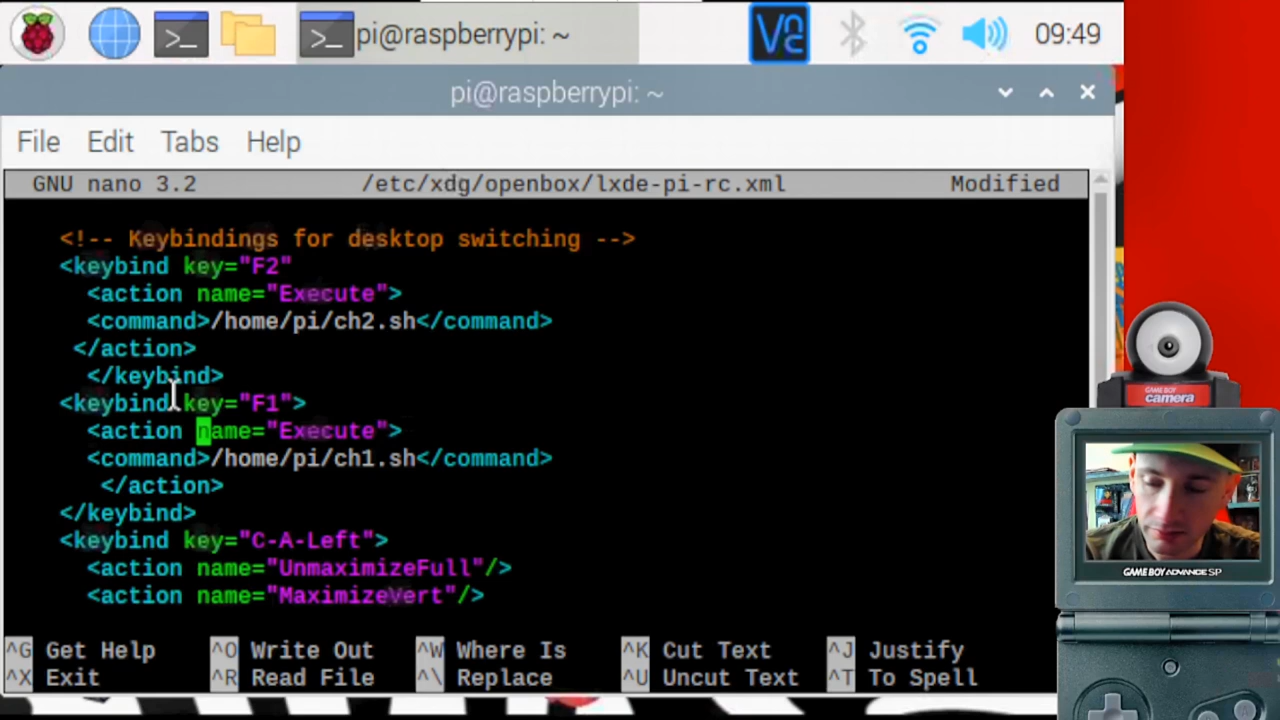 pi@raspberrypi: ~
V2
09:49
pi@raspberrypi: ~
File Edit Tabs Help
GNU nano 3.2 /etc/xdg/openbox/lxde-pi-rc.xml Modified
<!-- Keybindings for desktop switching -->
<keybind key="F2"
<action name="Execute">
<command>/home/pi/ch2.sh</command>
</action>
</keybind>
<keybind key="F1">
<action name="Execute">
<command>/home/pi/ch1.sh</command>
</action>
</keybind>
<keybind key="C-A-Left">
<action name="UnmaximizeFull"/>
<action name="MaximizeVert"/>
^G Get Help ^O Write Out ^W Where Is ^K Cut Text ^J Justify
^X Exit ^R Read File ^\ Replace ^U Uncut Text ^T To Spell
GAME BOY
camera
GAME BOY ADVANCE SP